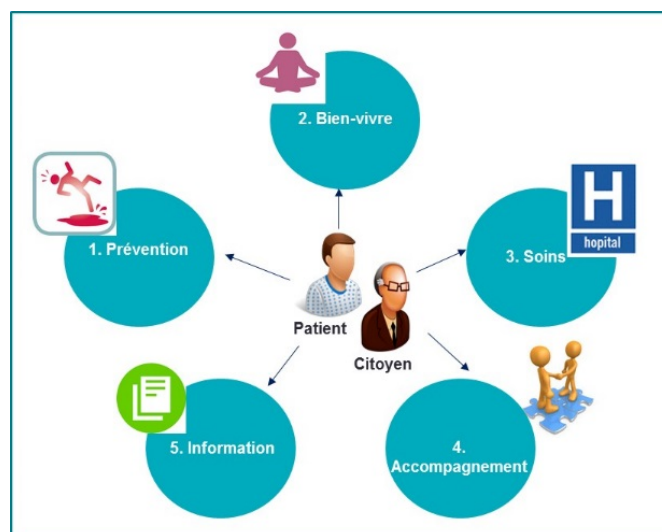 2. Bien-vivre
1. Prévention
H
hopital
3. Soins
Patient
Citoyen
5. Information
4.
Accompagnement